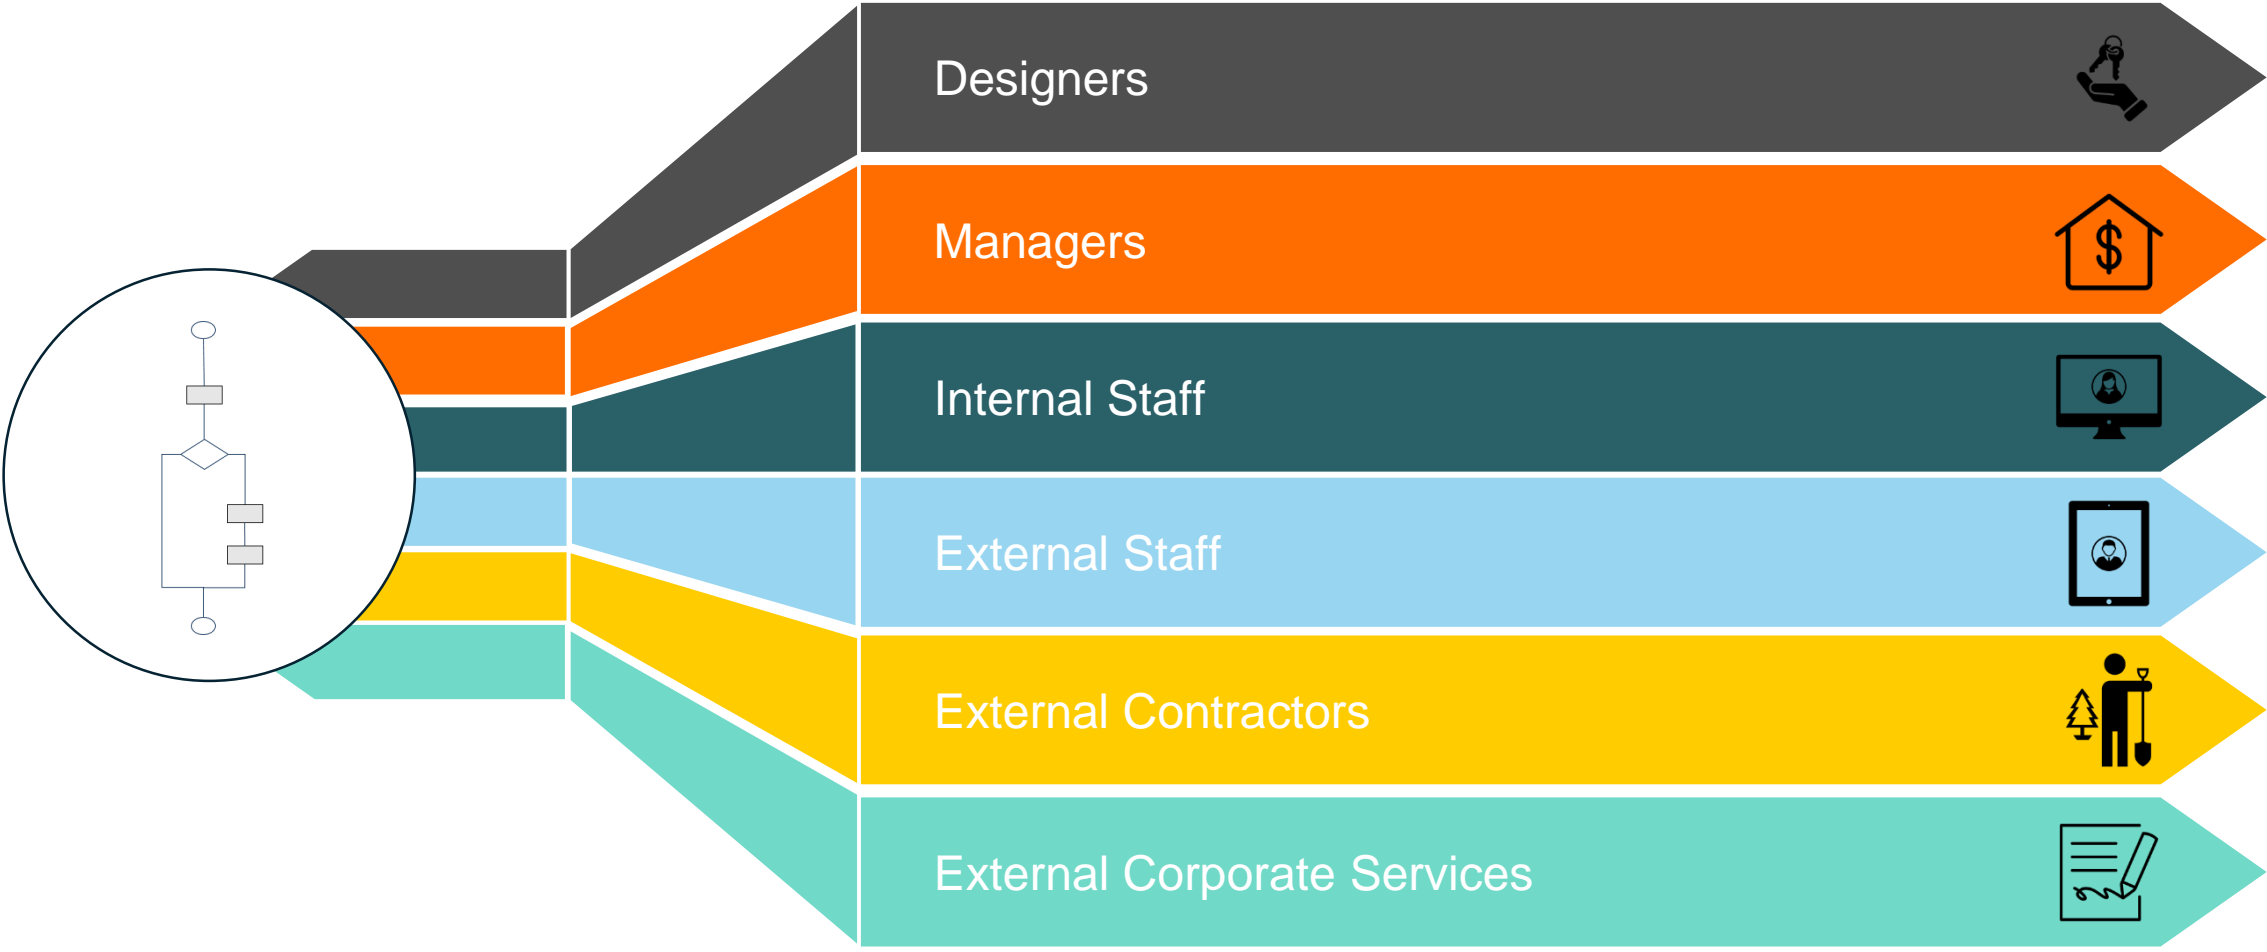 Designers
Managers
$
Internal Staff
External Staff
External Contractors
External Corporate Services